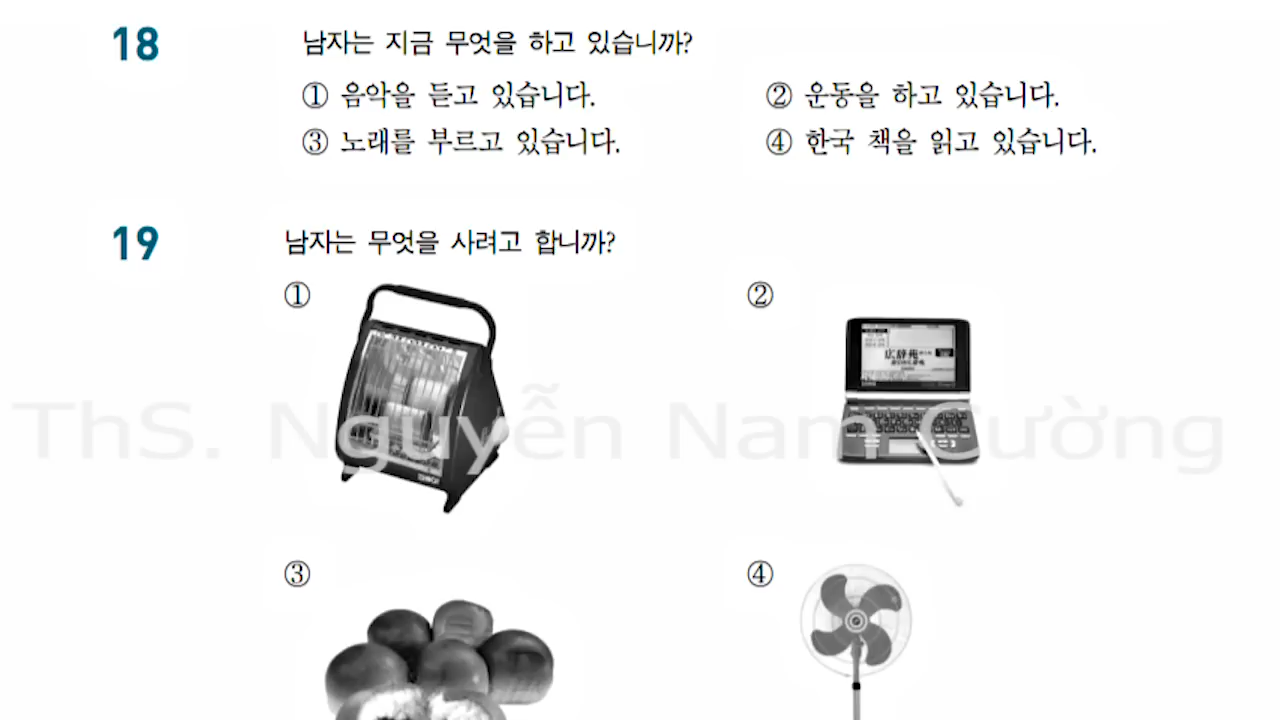 18 남자는 지금 무엇을 하고 있습니까?
① 음악을 듣고 있습니다. ② 운동을 하고 있습니다.
③ 노래를 부르고 있습니다. ④ 한국 책을 읽고 있습니다.
19 남자는 무엇을 사려고 합니까?
① ②
広辞苑
ThS. Nguyễn Nam Cường
③ ④